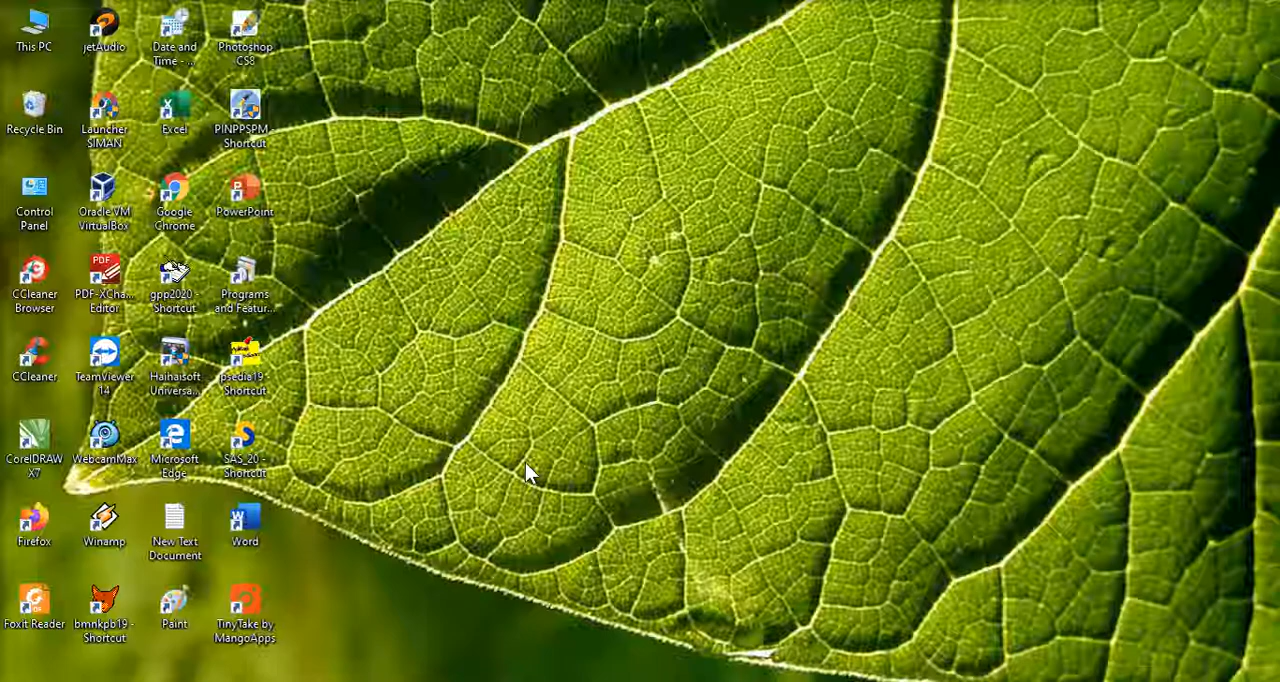 This PC
jetAudio
Date and
Time - ...
Photoshop
CS8
Recycle Bin
Launcher
SIMAN
Excel
PINPPSPM -
Shortcut
Control
Panel
Oracle VM
VirtualBox
Google
Chrome
PowerPoint
CCleaner
Browser
PDF
PDF-XCha...
Editor
gpp2020 -
Shortcut
Programs
and Featur...
CCleaner
TeamViewer
14
Haihaisoft
Universa...
psedia19 -
Shortcut
CorelDRAW
X7
WebcamMax
Microsoft
Edge
SAS_20 -
Shortcut
Firefox
Winamp
New Text
Document
Word
Foxit Reader
bmnkpb19 -
Shortcut
Paint
TinyTake by
MangoApps